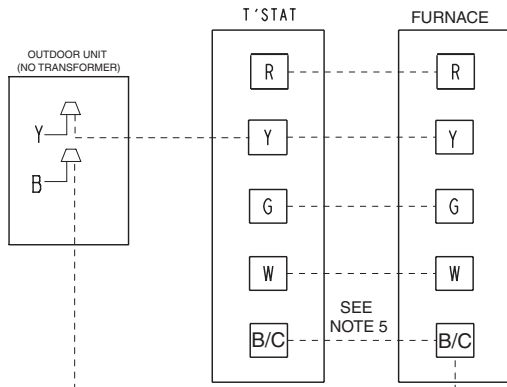 T'STAT
FURNACE
OUTDOOR UNIT
(NO TRANSFORMER)
R
R
Y
Y
Y
B
G
G
W
W
SEE
NOTE 5
B/C
B/C